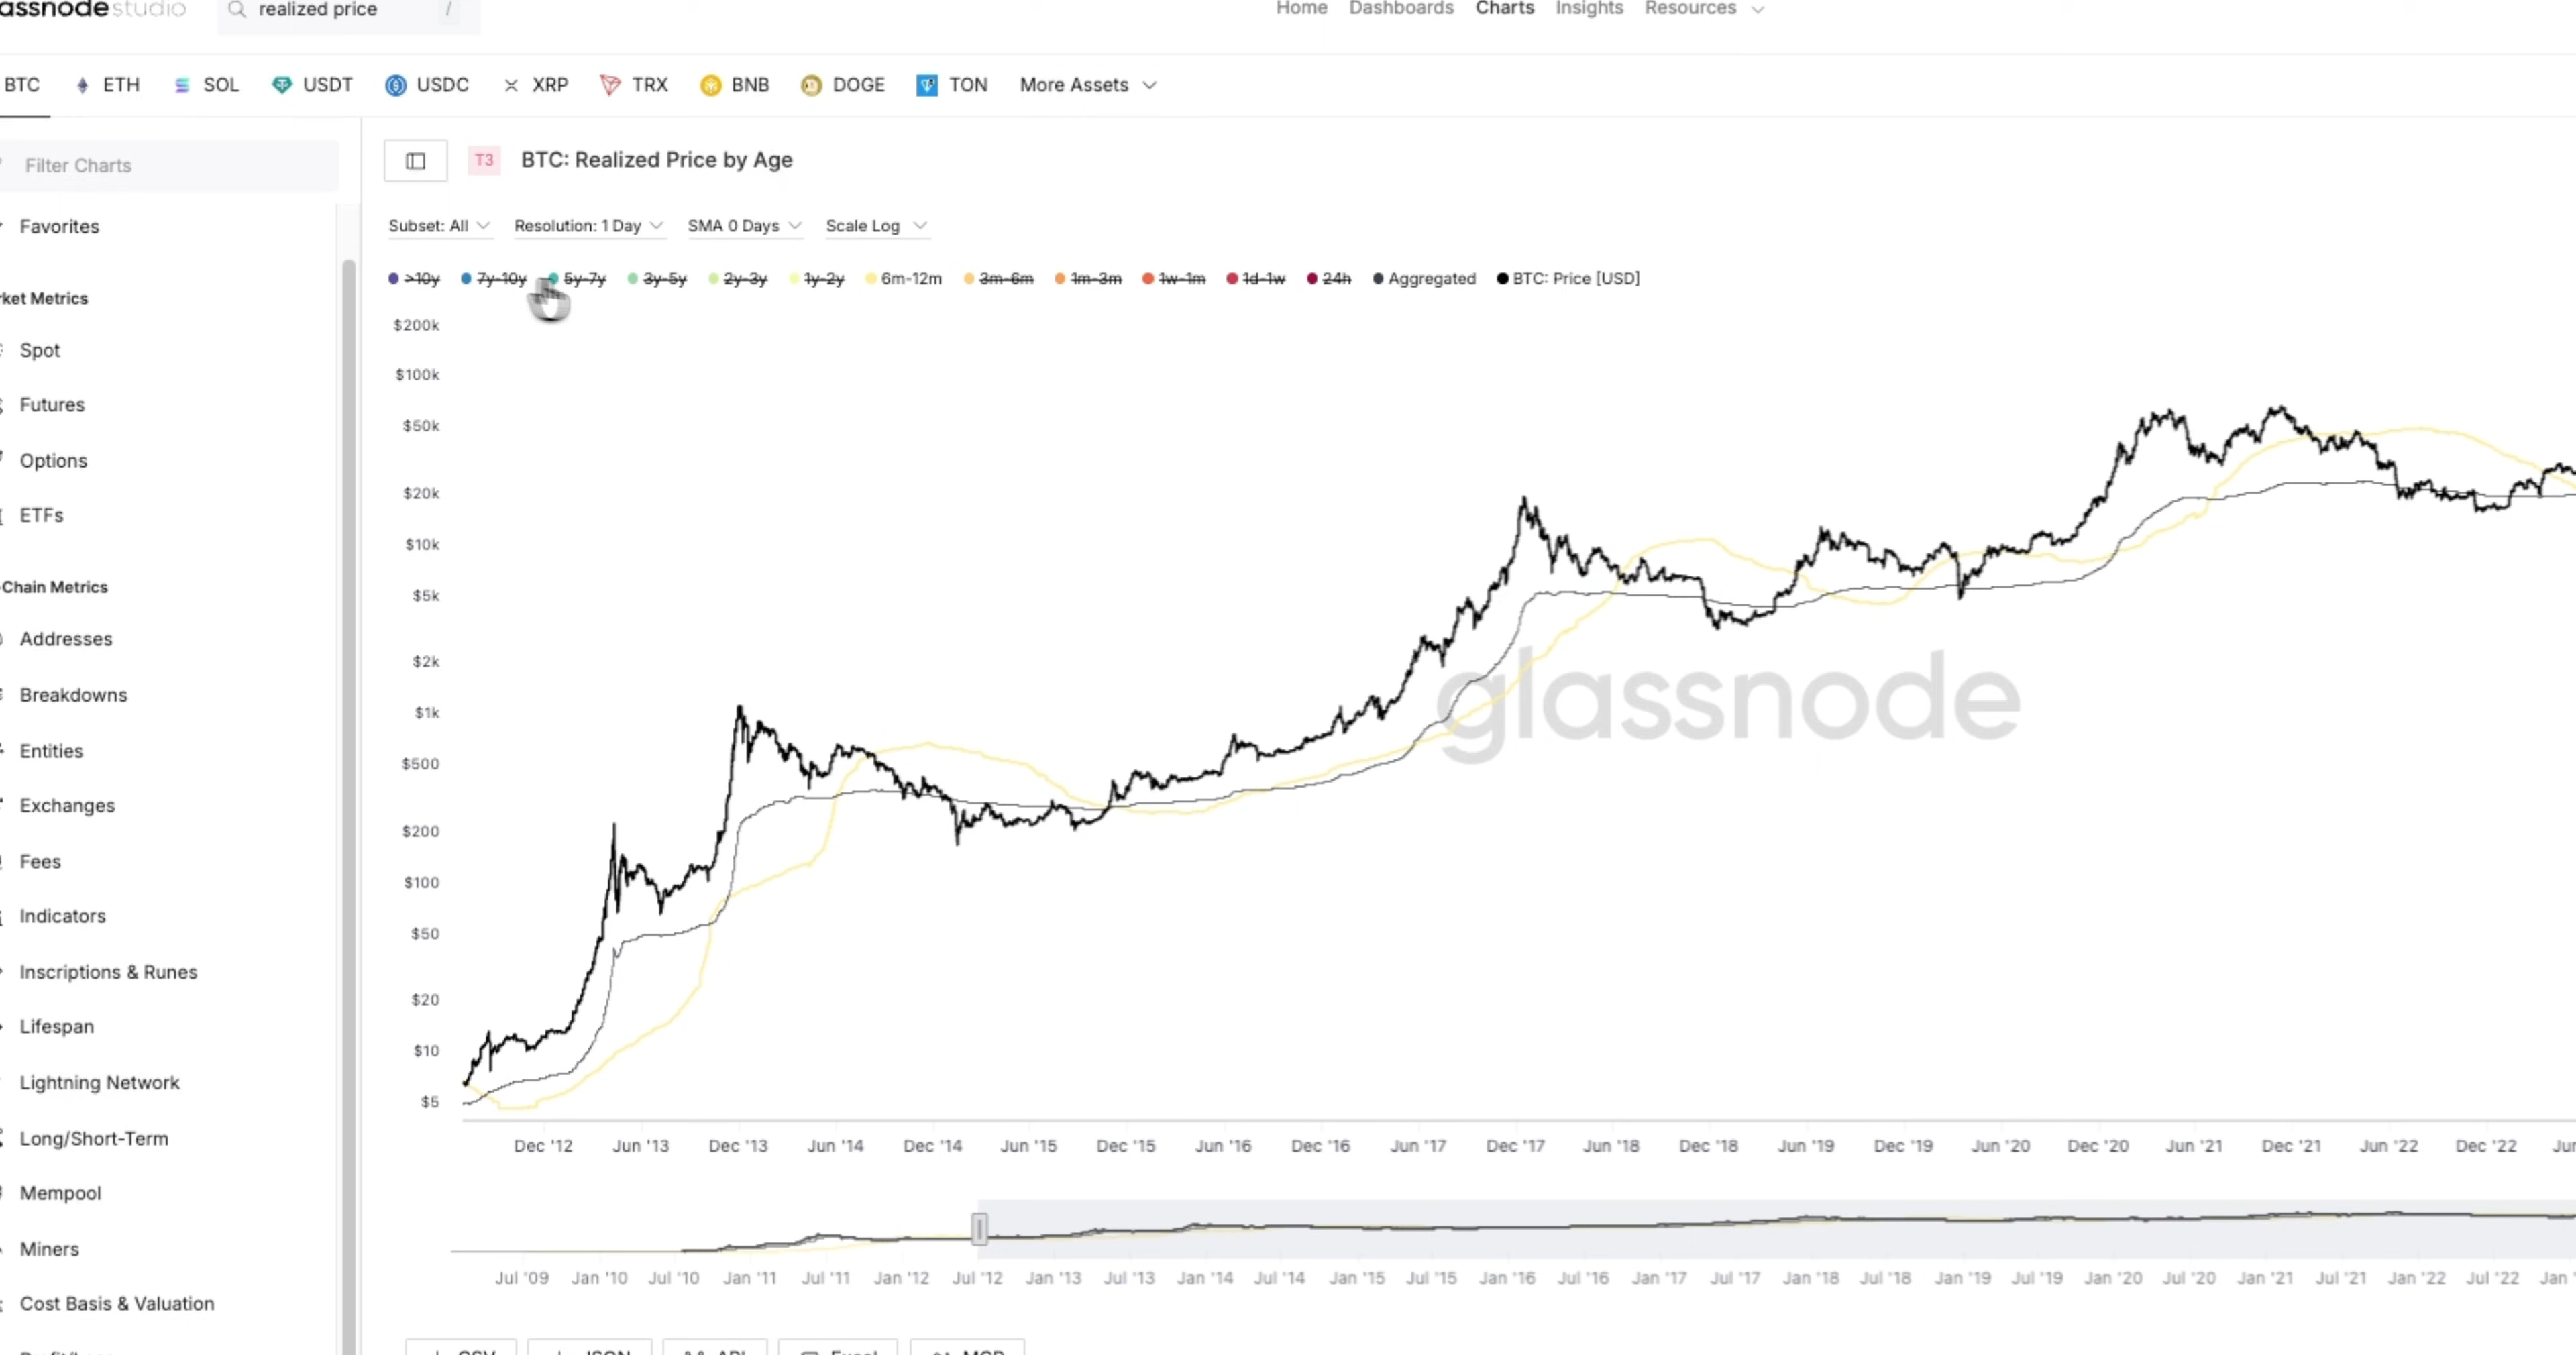 assnode studio
realized price
/
Home Dashboards Charts Insights Resources
BTC ETH SOL USDT USDC XRP TRX BNB DOGE TON More Assets
Filter Charts
Favorites
ket Metrics
Spot
Futures
Options
ETFs
-Chain Metrics
Addresses
Breakdowns
Entities
Exchanges
Fees
Indicators
Inscriptions & Runes
Lifespan
Lightning Network
Long/Short-Term
Mempool
Miners
Cost Basis & Valuation
T3 BTC: Realized Price by Age
Subset: All Resolution: 1 Day SMA 0 Days Scale Log
>10y 7y-10y 5y-7y 3y-5y 2y-3y 1y-2y 6m-12m 3m-6m 1m-3m 1w-1m 1d-1w 24h Aggregated BTC: Price [USD]
$200k
$100k
$50k
$20k
$10k
$5k
$2k
$1k
$500
$200
$100
$50
$20
$10
$5
glassnode
Dec '12 Jun '13 Dec '13 Jun '14 Dec '14 Jun '15 Dec '15 Jun '16 Dec '16 Jun '17 Dec '17 Jun '18 Dec '18 Jun '19 Dec '19 Jun '20 Dec '20 Jun '21 Dec '21 Jun '22 Dec '22 Jun
Jul '09 Jan '10 Jul '10 Jan '11 Jul '11 Jan '12 Jul '12 Jan '13 Jul '13 Jan '14 Jul '14 Jan '15 Jul '15 Jan '16 Jul '16 Jan '17 Jul '17 Jan '18 Jul '18 Jan '19 Jul '19 Jan '20 Jul '20 Jan '21 Jul '21 Jan '22 Jul '22 Jan
CSV JSON API Excel MCP